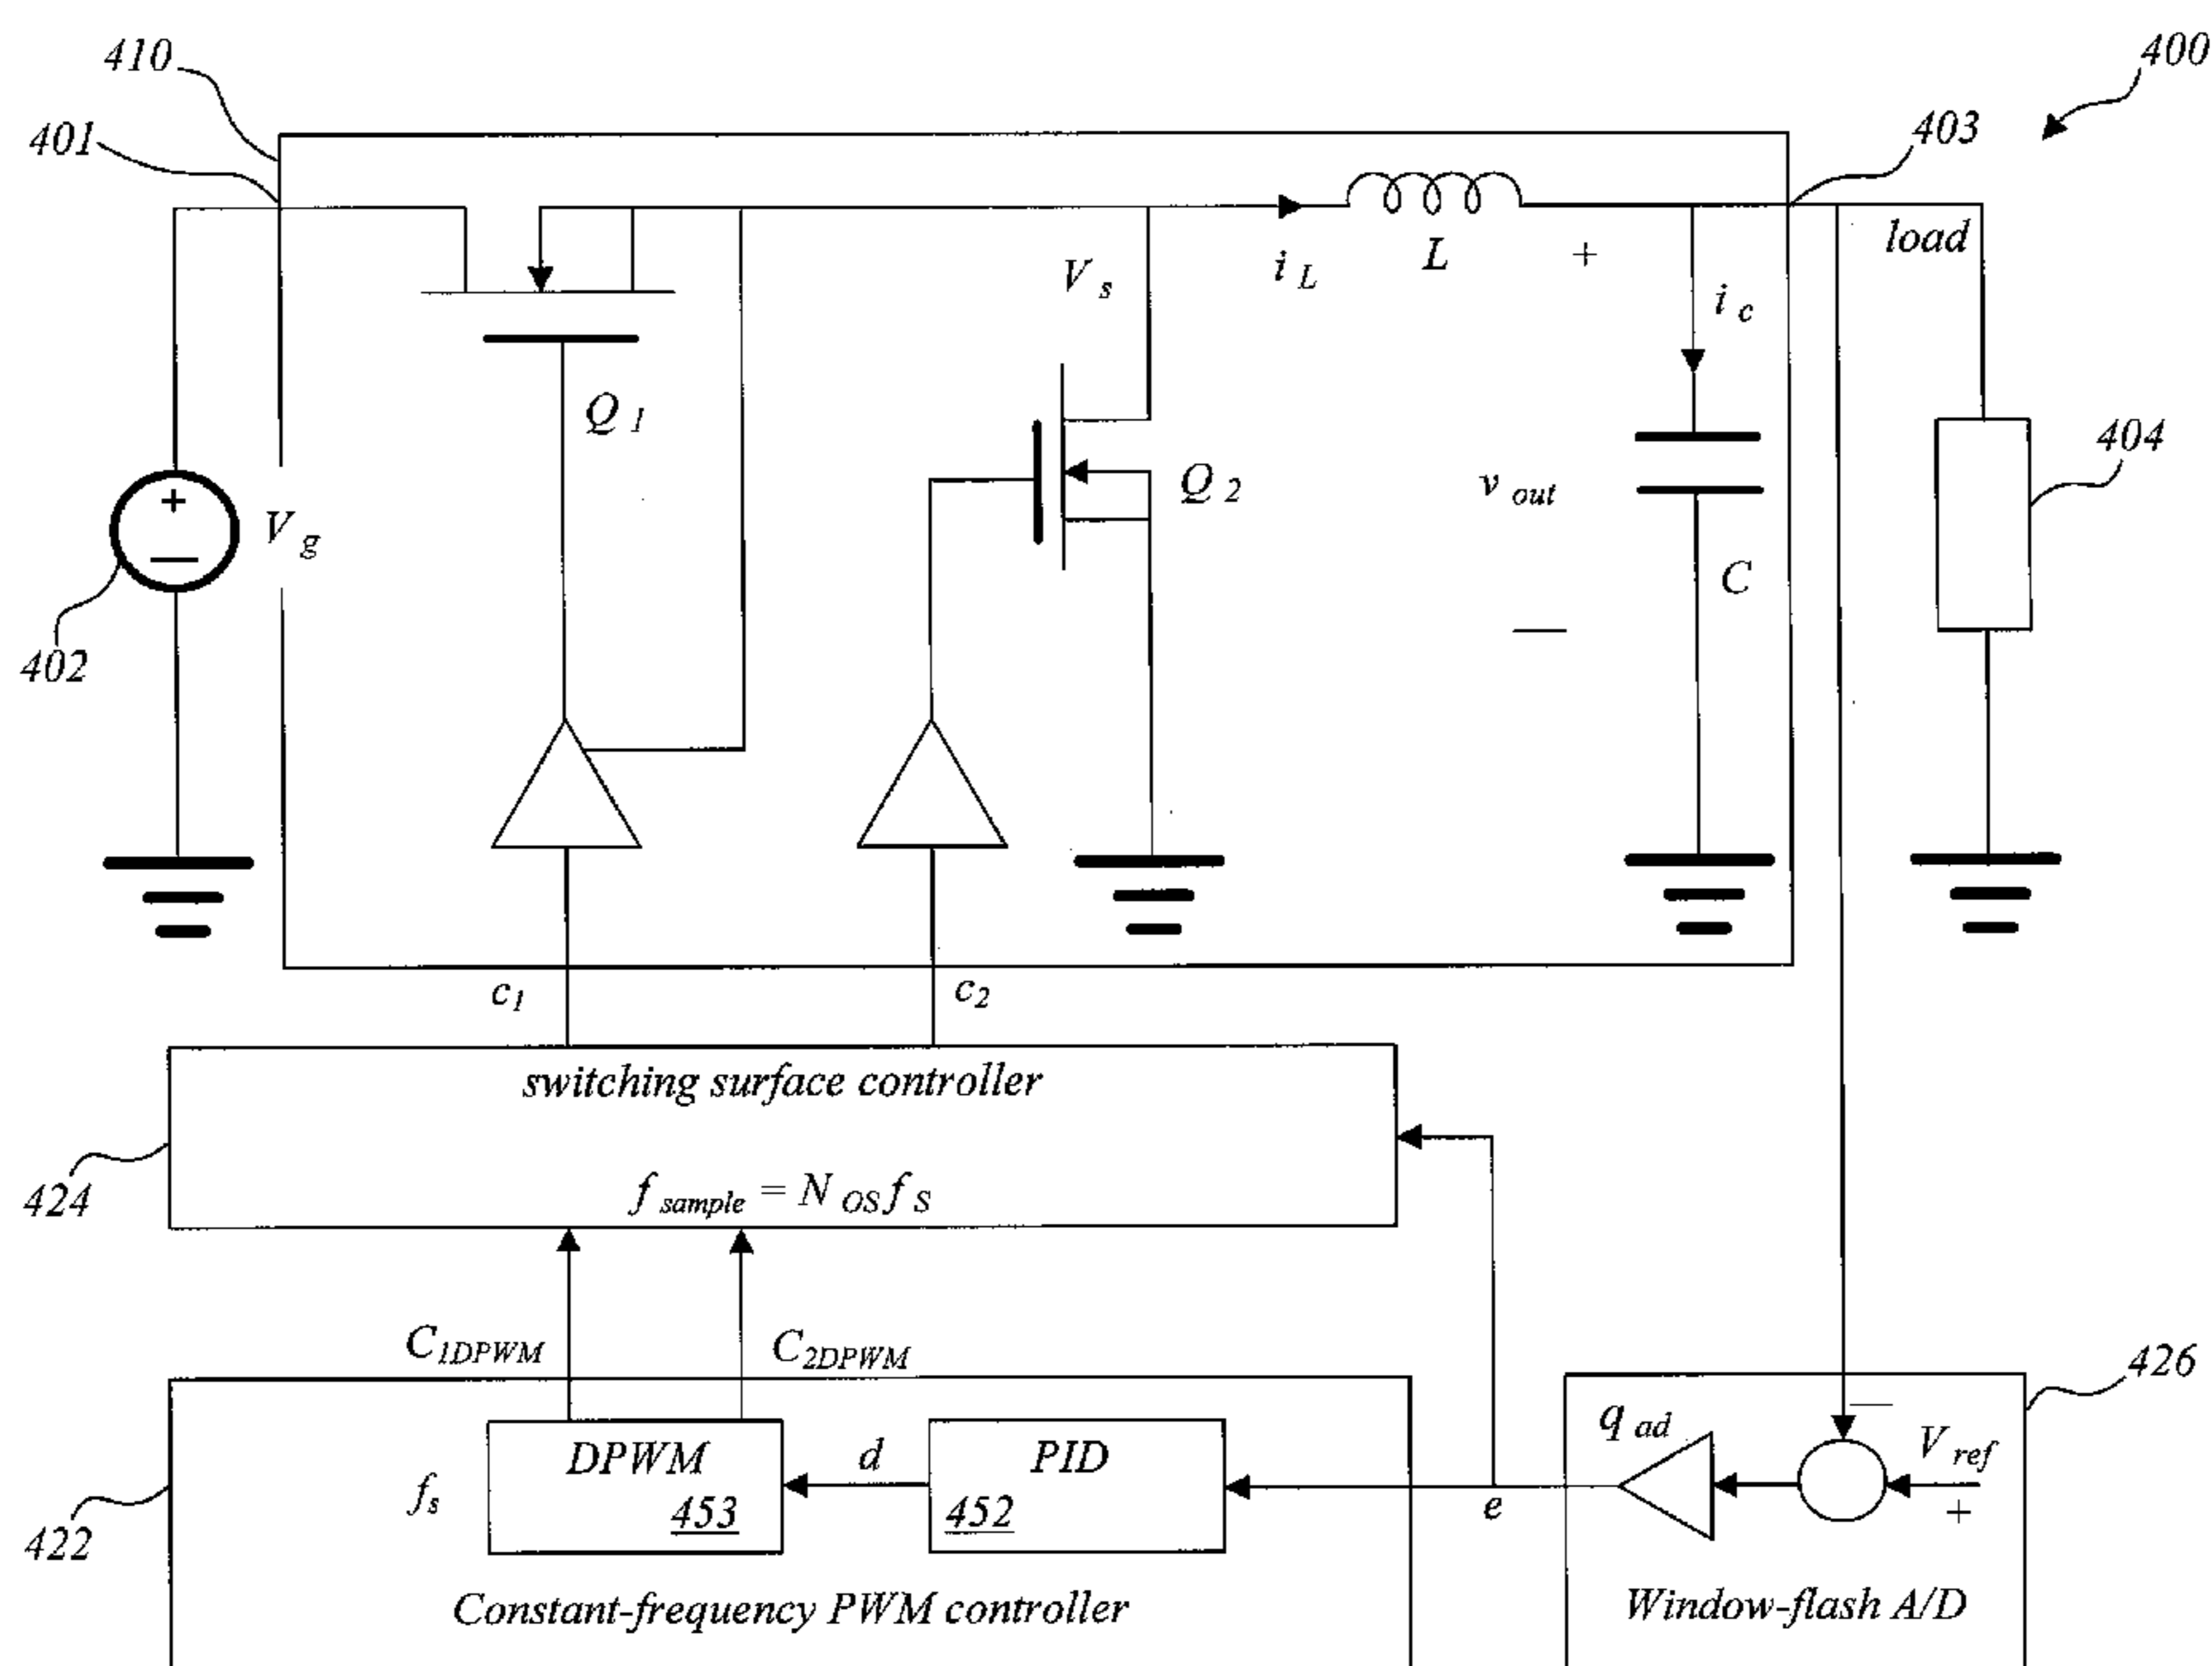 410
400
401
403
load
V s
i L
L
+
i c
Q 1
404
+
V g
Q 2
v out
C
—
—
402
c1
c2
switching surface controller
424
f sample = N OS f S
C1DPWM
C2DPWM
426
q ad
—
V ref
DPWM
d
PID
fs
453
452
e
+
422
Constant-frequency PWM controller
Window-flash A/D